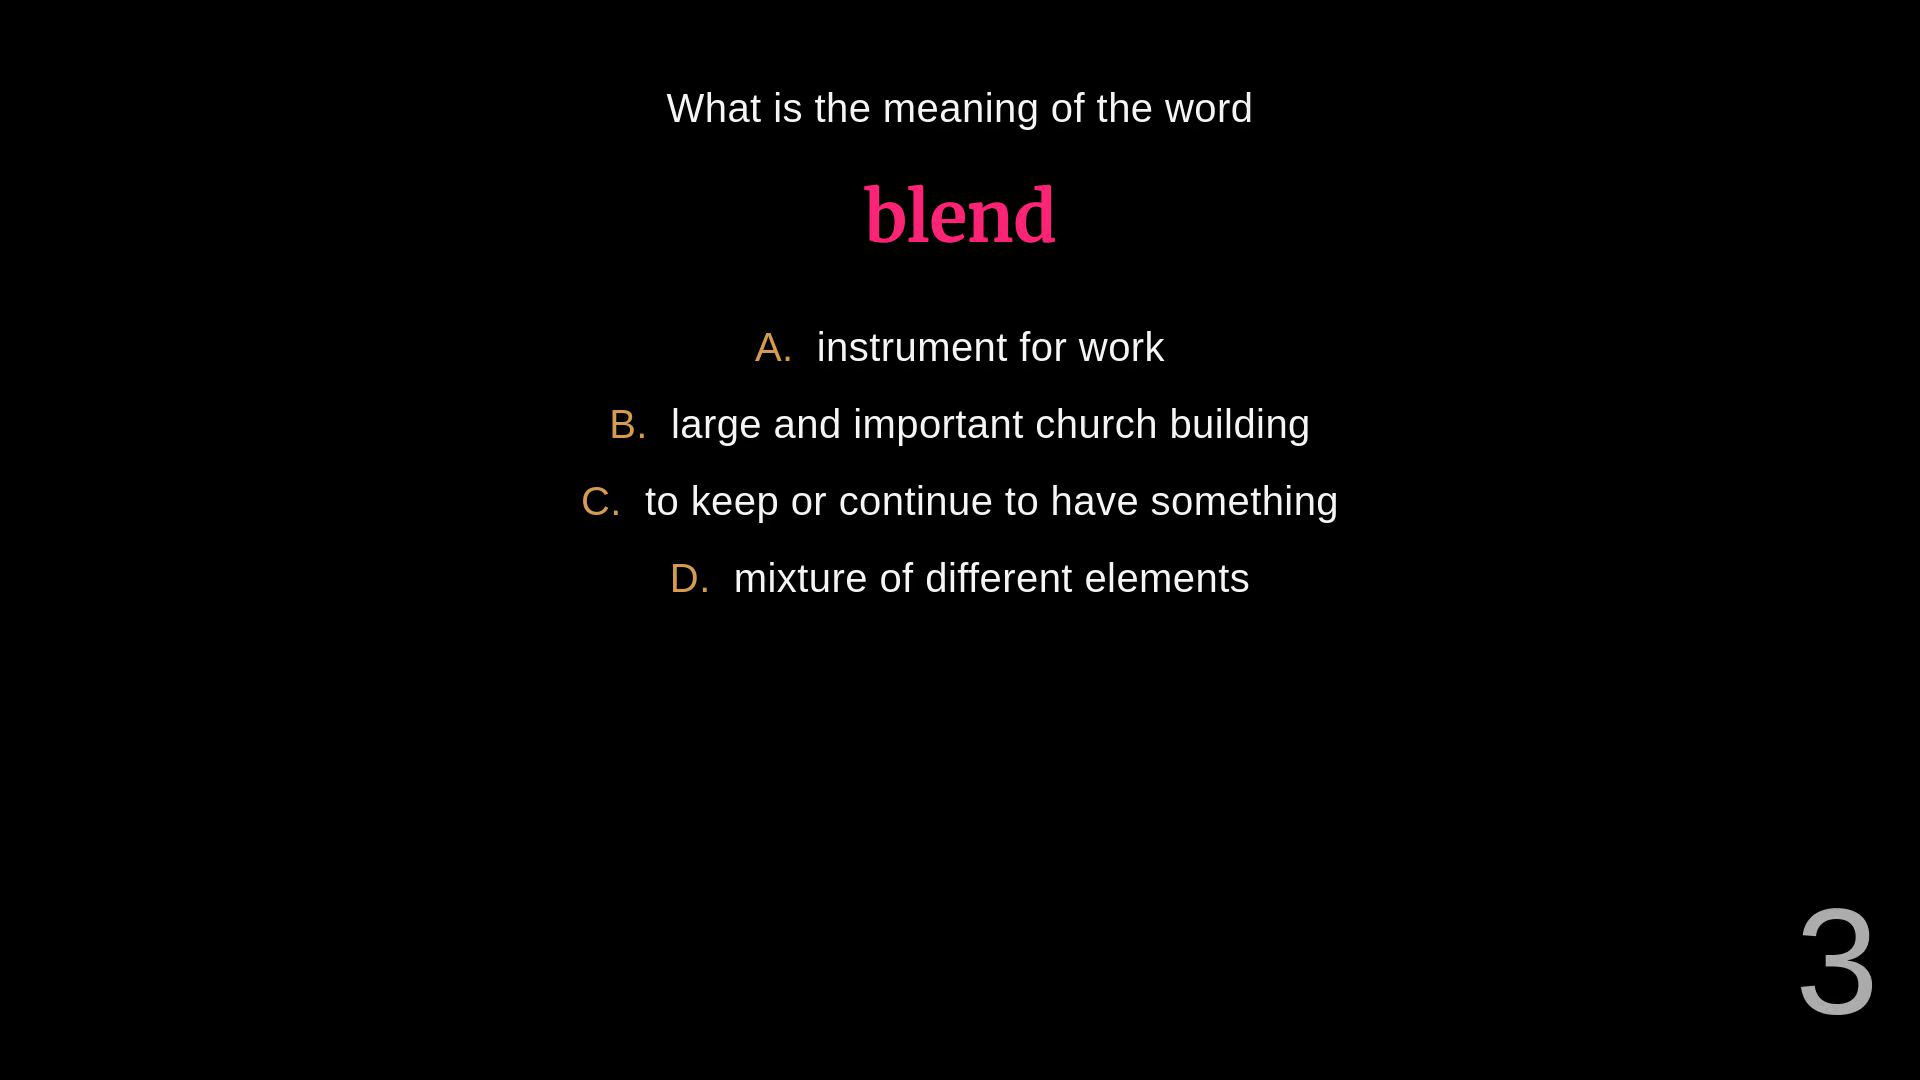 What is the meaning of the word
blend
A. instrument for work
B. large and important church building
C. to keep or continue to have something
D. mixture of different elements
3